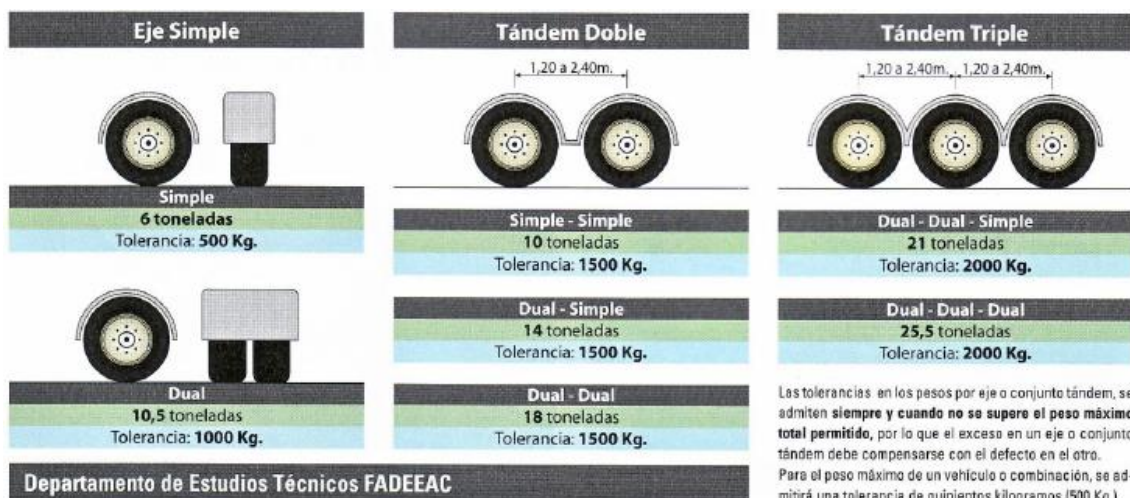 Eje Simple
Simple
6 toneladas
Tolerancia: 500 Kg.
Dual
10,5 toneladas
Tolerancia: 1000 Kg.
Tándem Doble
1,20 a 2,40m.
Simple - Simple
10 toneladas
Tolerancia: 1500 Kg.
Dual - Simple
14 toneladas
Tolerancia: 1500 Kg.
Dual - Dual
18 toneladas
Tolerancia: 1500 Kg.
Tándem Triple
1,20 a 2,40m. 1,20 a 2,40m.
Dual - Dual - Simple
21 toneladas
Tolerancia: 2000 Kg.
Dual - Dual - Dual
25,5 toneladas
Tolerancia: 2000 Kg.
Las tolerancias en los pesos por eje o conjunto tándem, se
admiten siempre y cuando no se supere el peso máximo
total permitido, por lo que el exceso en un eje o conjunto
tándem debe compensarse con el defecto en el otro.
Para el peso máximo de un vehículo o combinación, se ad-
mitirá una tolerancia de quinientos kilogramos (500 Kg.)
Departamento de Estudios Técnicos FADEEAC